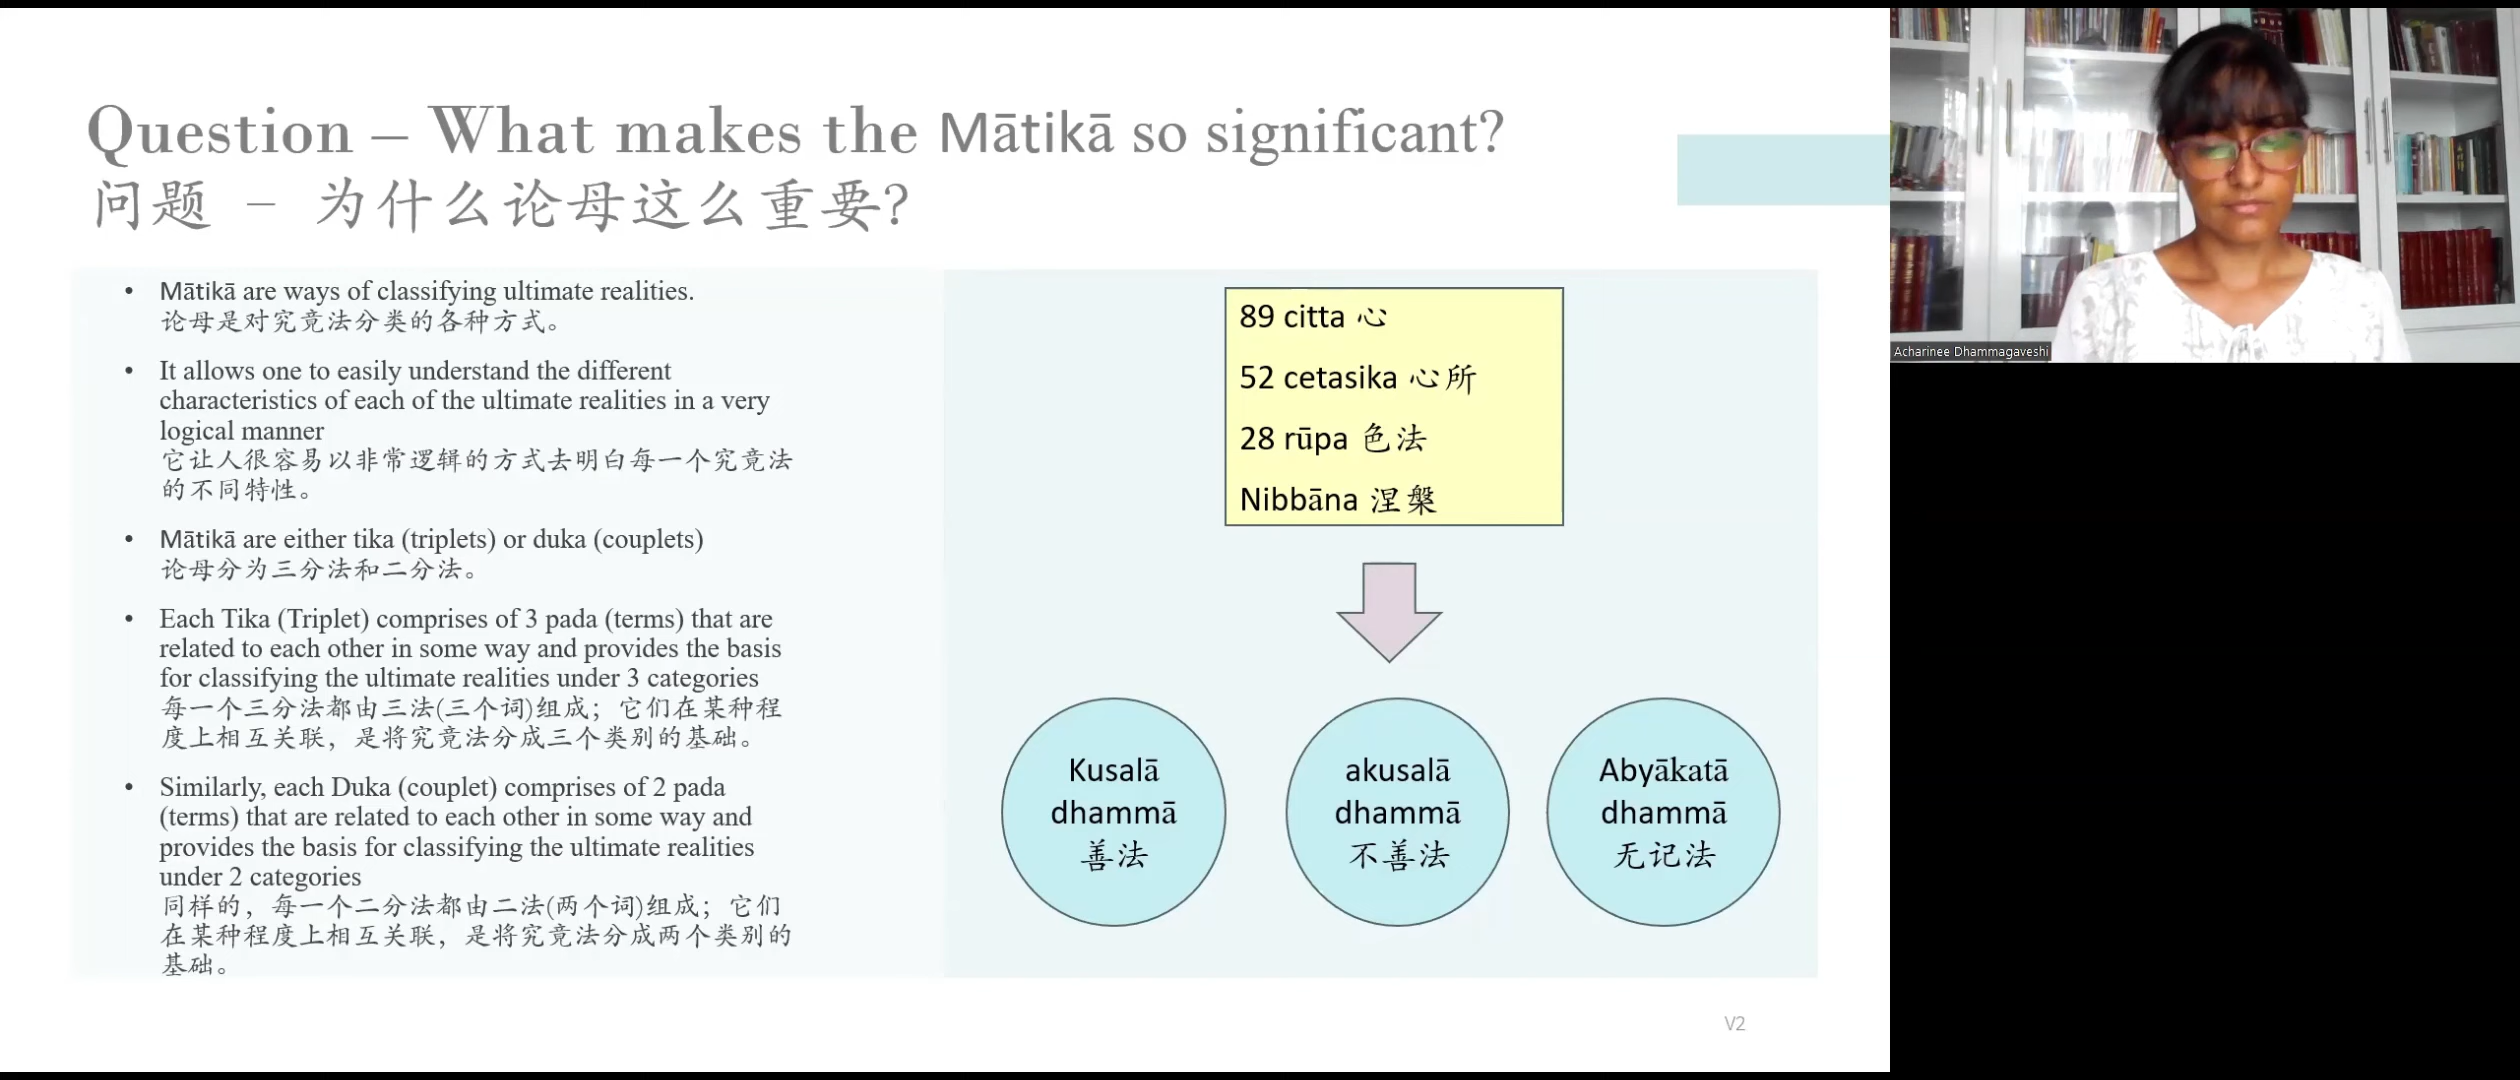 Question – What makes the Mātikā so significant?
问题 – 为什么论母这么重要?
• Mātikā are ways of classifying ultimate realities.
论母是对究竟法分类的各种方式。
• It allows one to easily understand the different
characteristics of each of the ultimate realities in a very
logical manner
它让人很容易以非常逻辑的方式去明白每一个究竟法
的不同特性。
• Mātikā are either tika (triplets) or duka (couplets)
论母分为三分法和二分法。
• Each Tika (Triplet) comprises of 3 pada (terms) that are
related to each other in some way and provides the basis
for classifying the ultimate realities under 3 categories
每一个三分法都由三法(三个词)组成；它们在某种程
度上相互关联，是将究竟法分成三个类别的基础。
• Similarly, each Duka (couplet) comprises of 2 pada
(terms) that are related to each other in some way and
provides the basis for classifying the ultimate realities
under 2 categories
同样的，每一个二分法都由二法(两个词)组成；它们
在某种程度上相互关联，是将究竟法分成两个类别的
基础。
89 citta 心
52 cetasika 心所
28 rūpa 色法
Nibbāna 涅槃
Kusalā
dhammā
善法
akusalā
dhammā
不善法
Abyākatā
dhammā
无记法
V2
Acharinee Dhammagaveshi